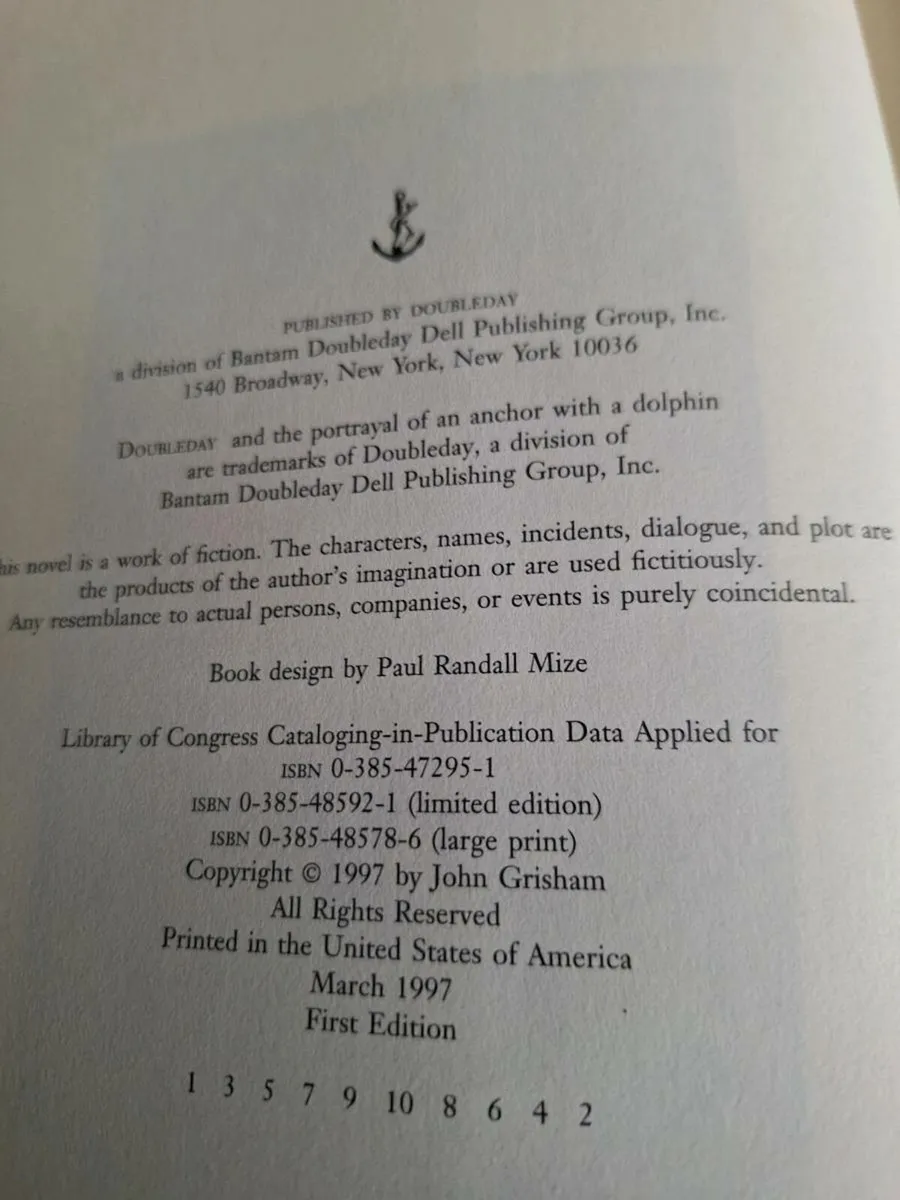 PUBLISHED BY DOUBLEDAY
a division of Bantam Doubleday Dell Publishing Group, Inc.
1540 Broadway, New York, New York 10036
DOUBLEDAY and the portrayal of an anchor with a dolphin
are trademarks of Doubleday, a division of
Bantam Doubleday Dell Publishing Group, Inc.
his novel is a work of fiction. The characters, names, incidents, dialogue, and plot are
the products of the author's imagination or are used fictitiously.
Any resemblance to actual persons, companies, or events is purely coincidental.
Book design by Paul Randall Mize
Library of Congress Cataloging-in-Publication Data Applied for
ISBN 0-385-47295-1
ISBN 0-385-48592-1 (limited edition)
ISBN 0-385-48578-6 (large print)
Copyright © 1997 by John Grisham
All Rights Reserved
Printed in the United States of America
March 1997
First Edition
1 3 5 7 9 10 8 6 4 2